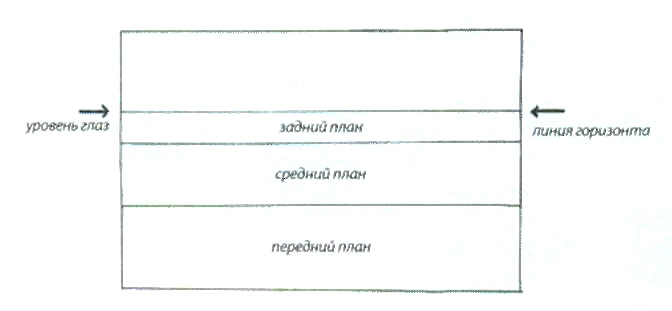 уровень глаз
задний план
линия горизонта
средний план
передний план